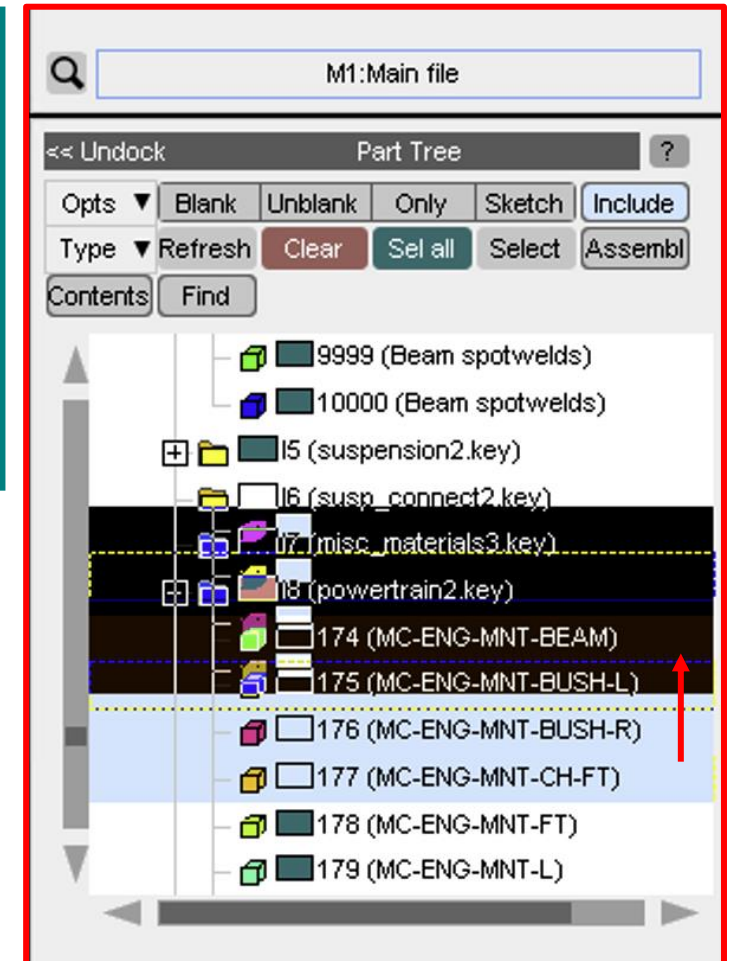 M1:Main file
<< Undock Part Tree ?
Opts ▼ Blank Unblank Only Sketch Include
Type ▼ Refresh Clear Sel all Select Assembl
Contents Find
9999 (Beam spotwelds)
10000 (Beam spotwelds)
I5 (suspension2.key)
I6 (susp_connect2.key)
I7 (misc_materials3.key)
I8 (powertrain2.key)
174 (MC-ENG-MNT-BEAM)
175 (MC-ENG-MNT-BUSH-L)
176 (MC-ENG-MNT-BUSH-R)
177 (MC-ENG-MNT-CH-FT)
178 (MC-ENG-MNT-FT)
179 (MC-ENG-MNT-L)